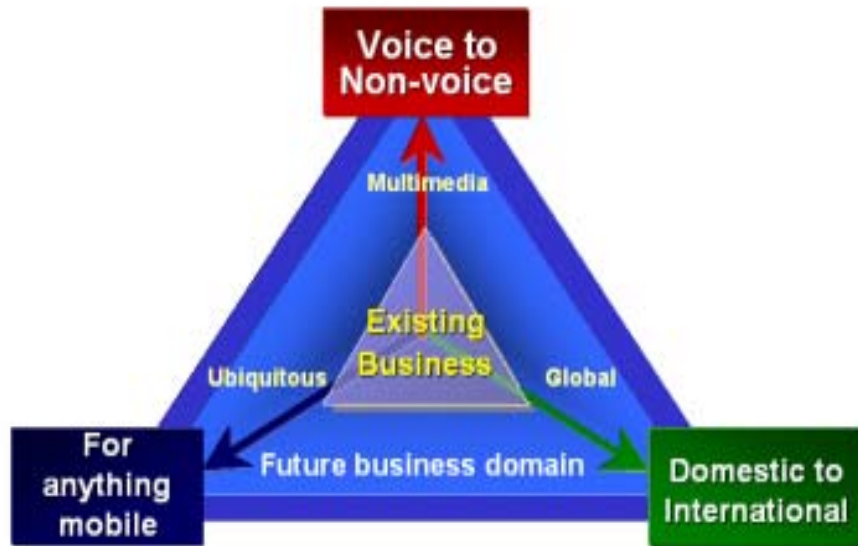 Voice to
Non-voice
Multimedia
Existing
Business
Ubiquitous
Global
For
anything
mobile
Future business domain
Domestic to
International